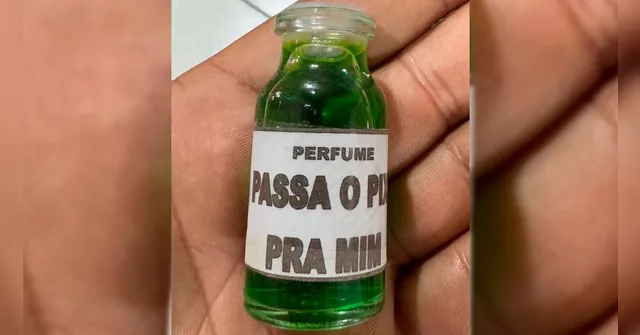 PERFUME
PASSA O PIX
PRA MIM